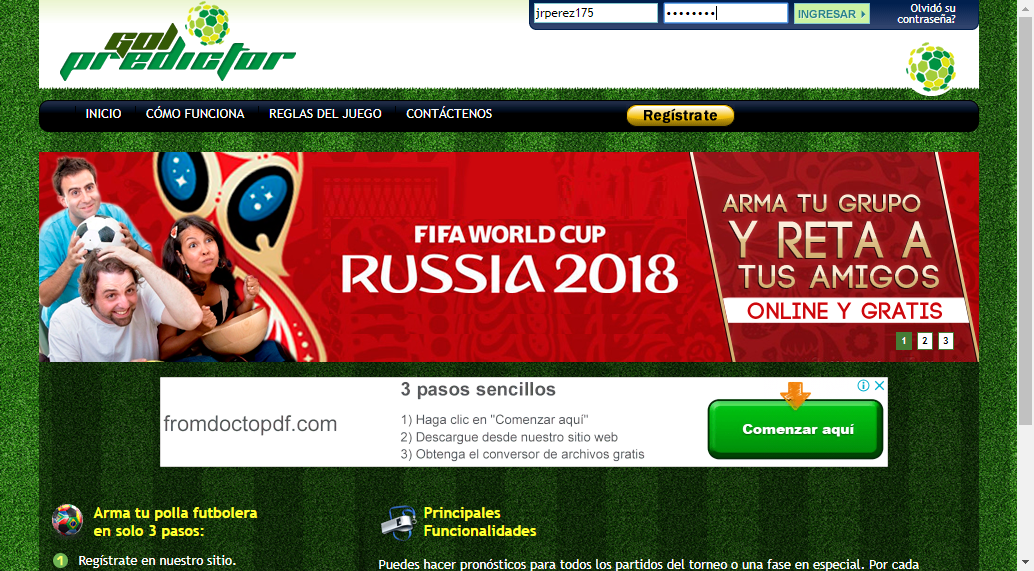 Gol
predictor
jrperez175
••••••••
INGRESAR
Olvidó su
contraseña?
INICIO
CÓMO FUNCIONA
REGLAS DEL JUEGO
CONTÁCTENOS
Regístrate
FIFA WORLD CUP
RUSSIA 2018
ARMA TU GRUPO
Y RETA A
TUS AMIGOS
ONLINE Y GRATIS
1 2 3
fromdoctopdf.com
3 pasos sencillos
1) Haga clic en "Comenzar aquí"
2) Descargue desde nuestro sitio web
3) Obtenga el conversor de archivos gratis
Comenzar aquí
Arma tu polla futbolera
en solo 3 pasos:
1 Regístrate en nuestro sitio.
Principales
Funcionalidades
Puedes hacer pronósticos para todos los partidos del torneo o una fase en especial. Por cada